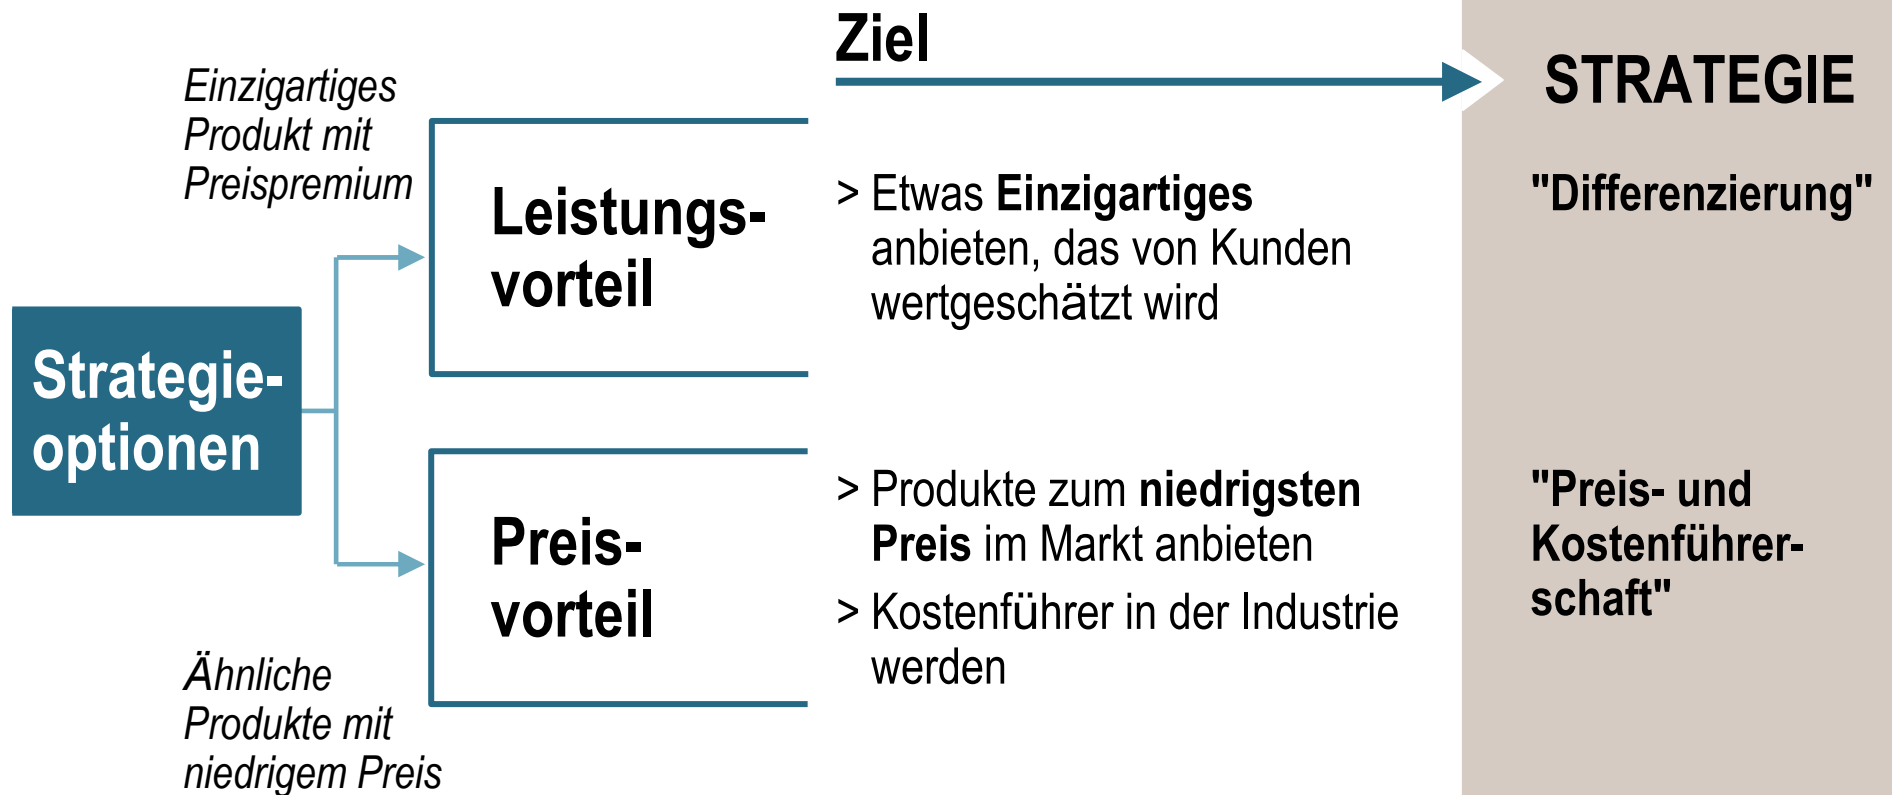 Ziel
STRATEGIE
Einzigartiges
Produkt mit
Preispremium
Leistungs-
vorteil
> Etwas Einzigartiges
anbieten, das von Kunden
wertgeschätzt wird
"Differenzierung"
Strategie-
optionen
Preis-
vorteil
> Produkte zum niedrigsten
Preis im Markt anbieten
> Kostenführer in der Industrie
werden
"Preis- und
Kostenführer-
schaft"
Ähnliche
Produkte mit
niedrigem Preis